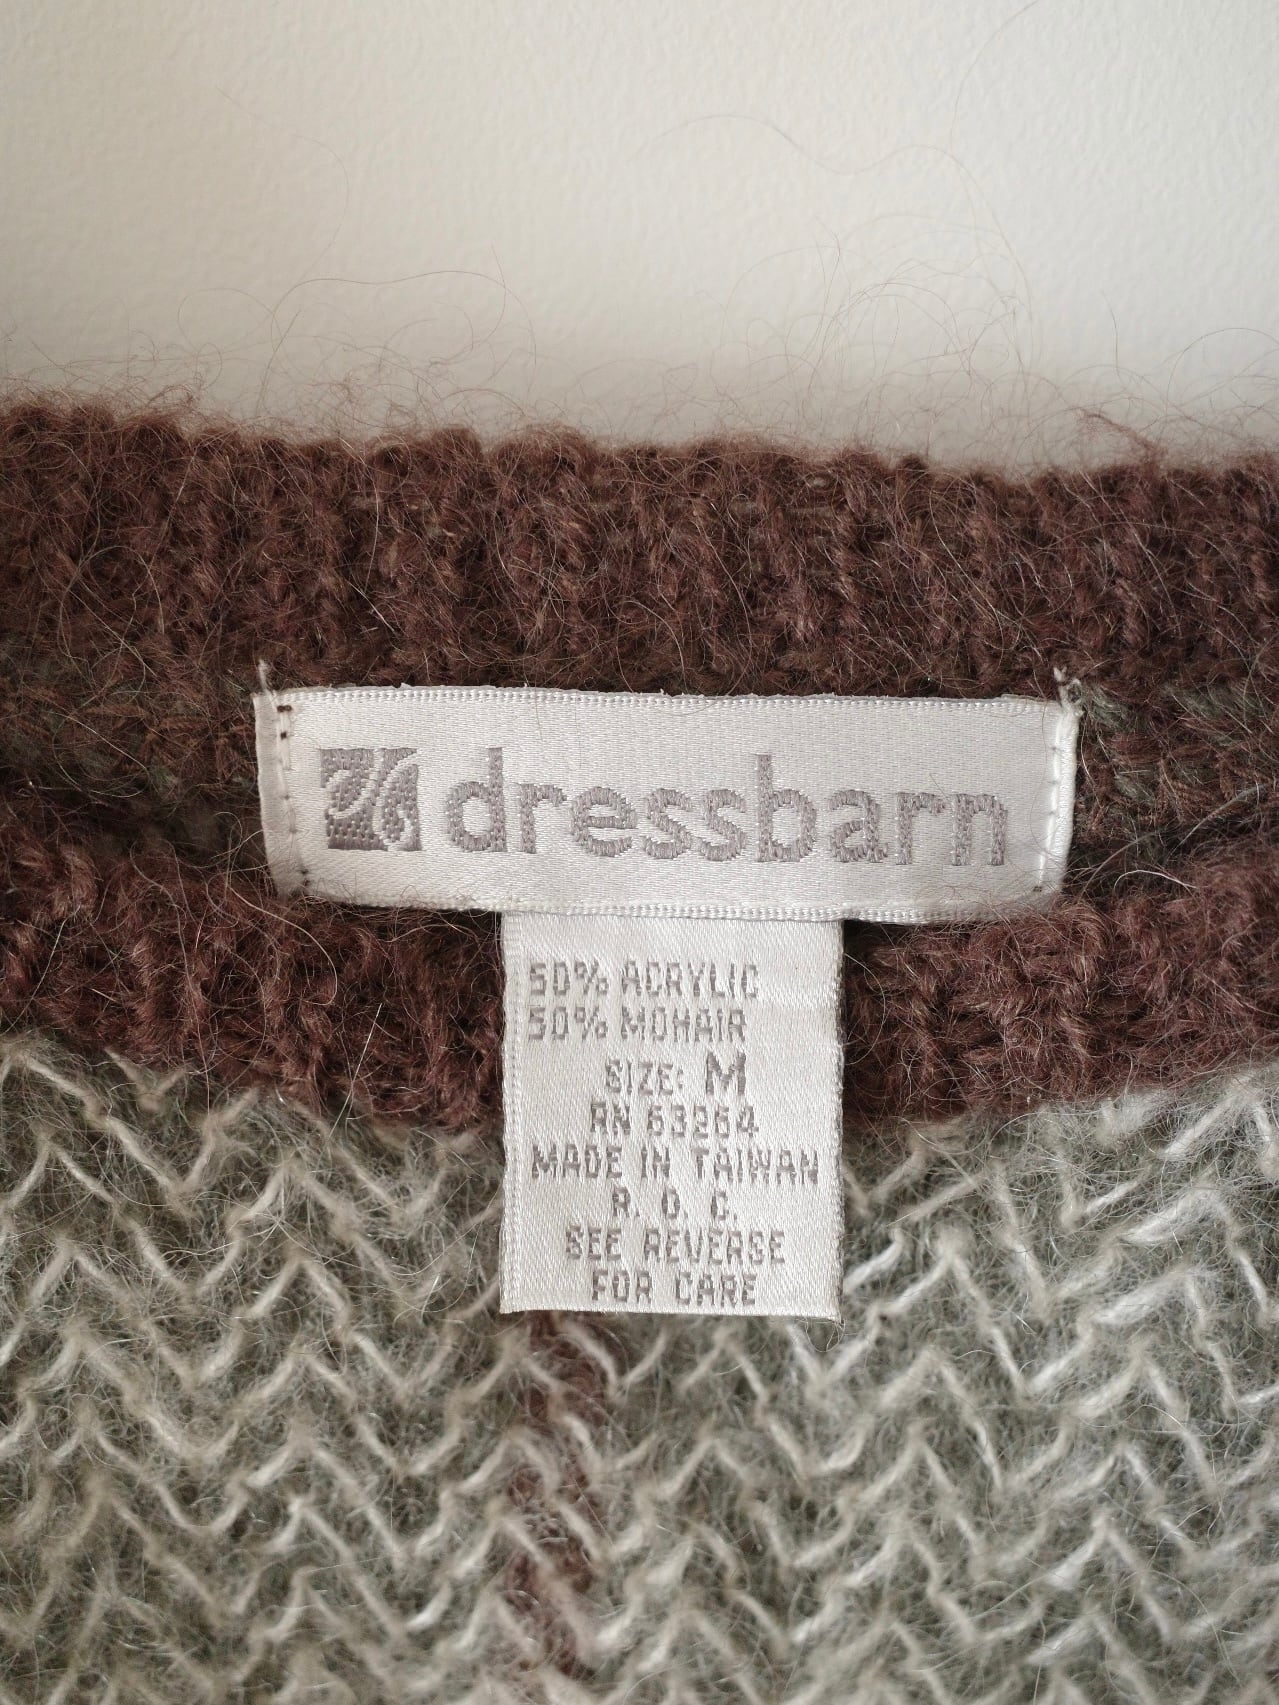 dressbarn
50% ACRYLIC
50% MOHAIR
SIZE: M
RN 63264
MADE IN TAIWAN
R. O. C.
SEE REVERSE
FOR CARE